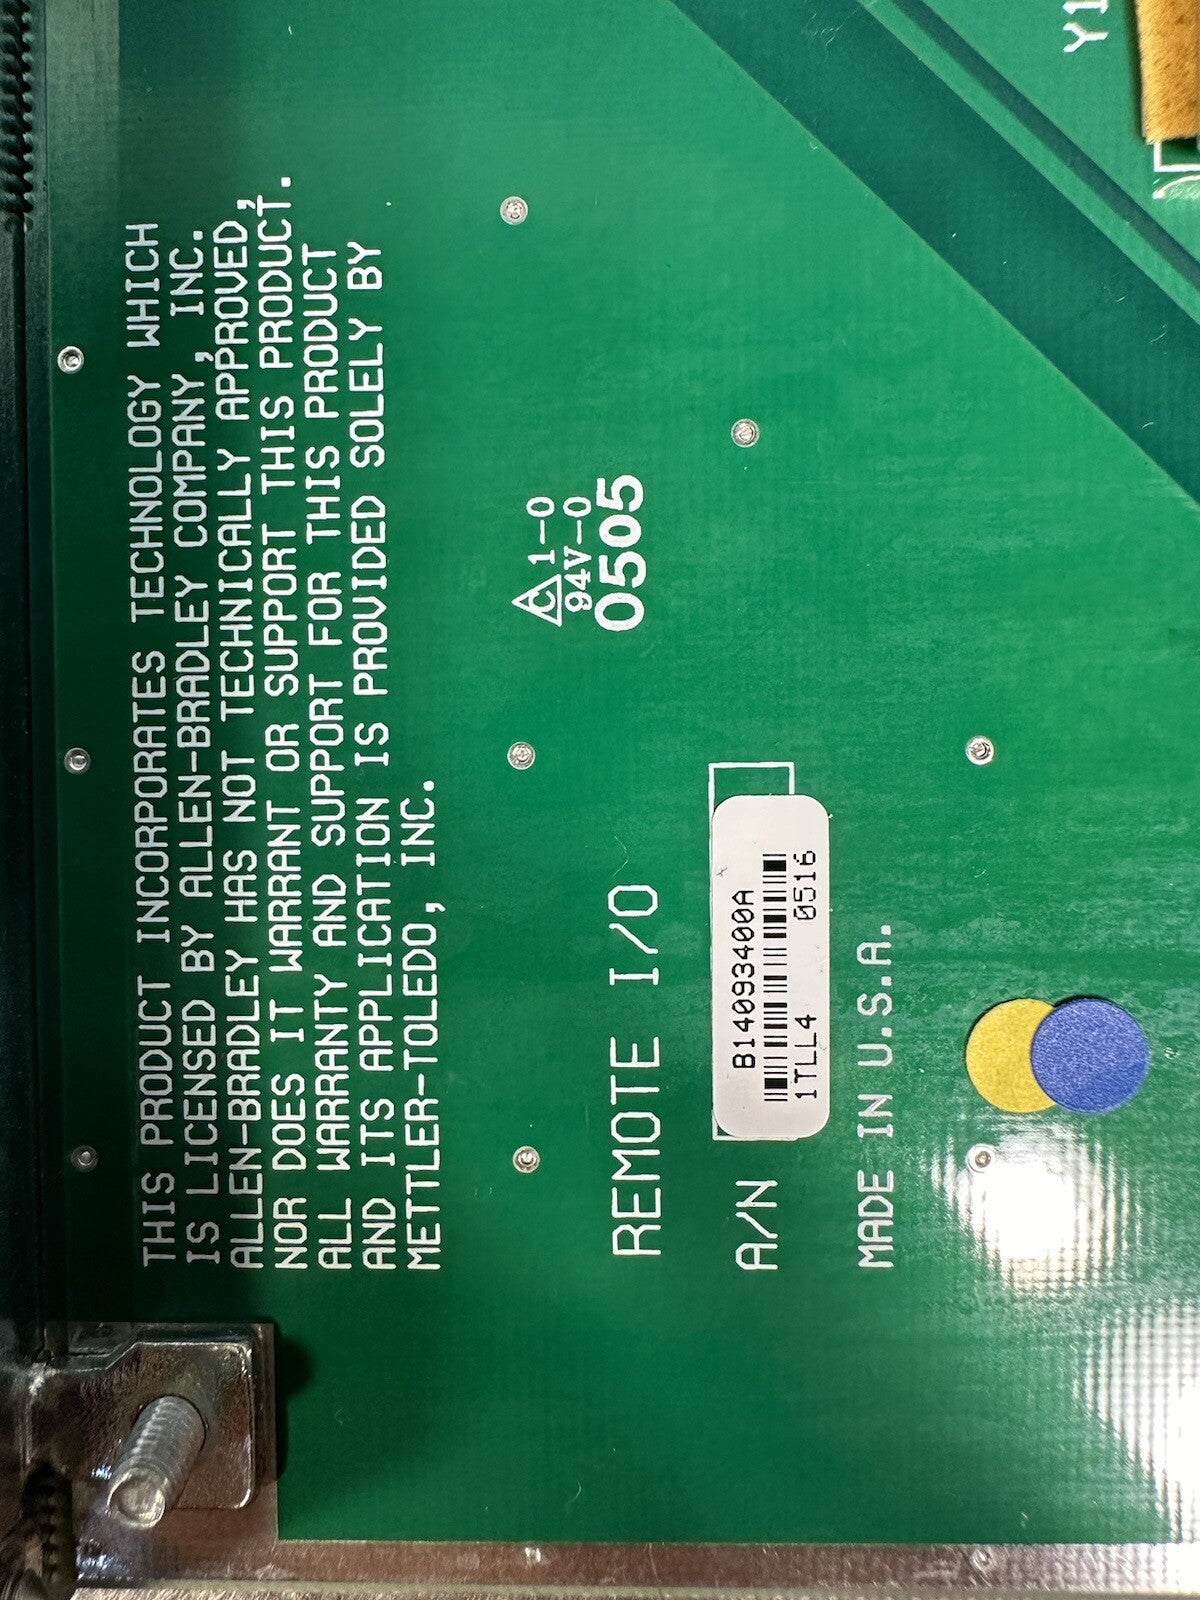 THIS PRODUCT INCORPORATES TECHNOLOGY WHICH
IS LICENSED BY ALLEN-BRADLEY COMPANY, INC.
ALLEN-BRADLEY HAS NOT TECHNICALLY APPROVED,
NOR DOES IT WARRANT OR SUPPORT THIS PRODUCT.
ALL WARRANTY AND SUPPORT FOR THIS PRODUCT
AND ITS APPLICATION IS PROVIDED SOLELY BY
METTLER-TOLEDO, INC.
C 1-0
94V-0
0505
REMOTE I/O
A/N
B14093400A
1TLL4 0516
MADE IN U.S.A.
Y1